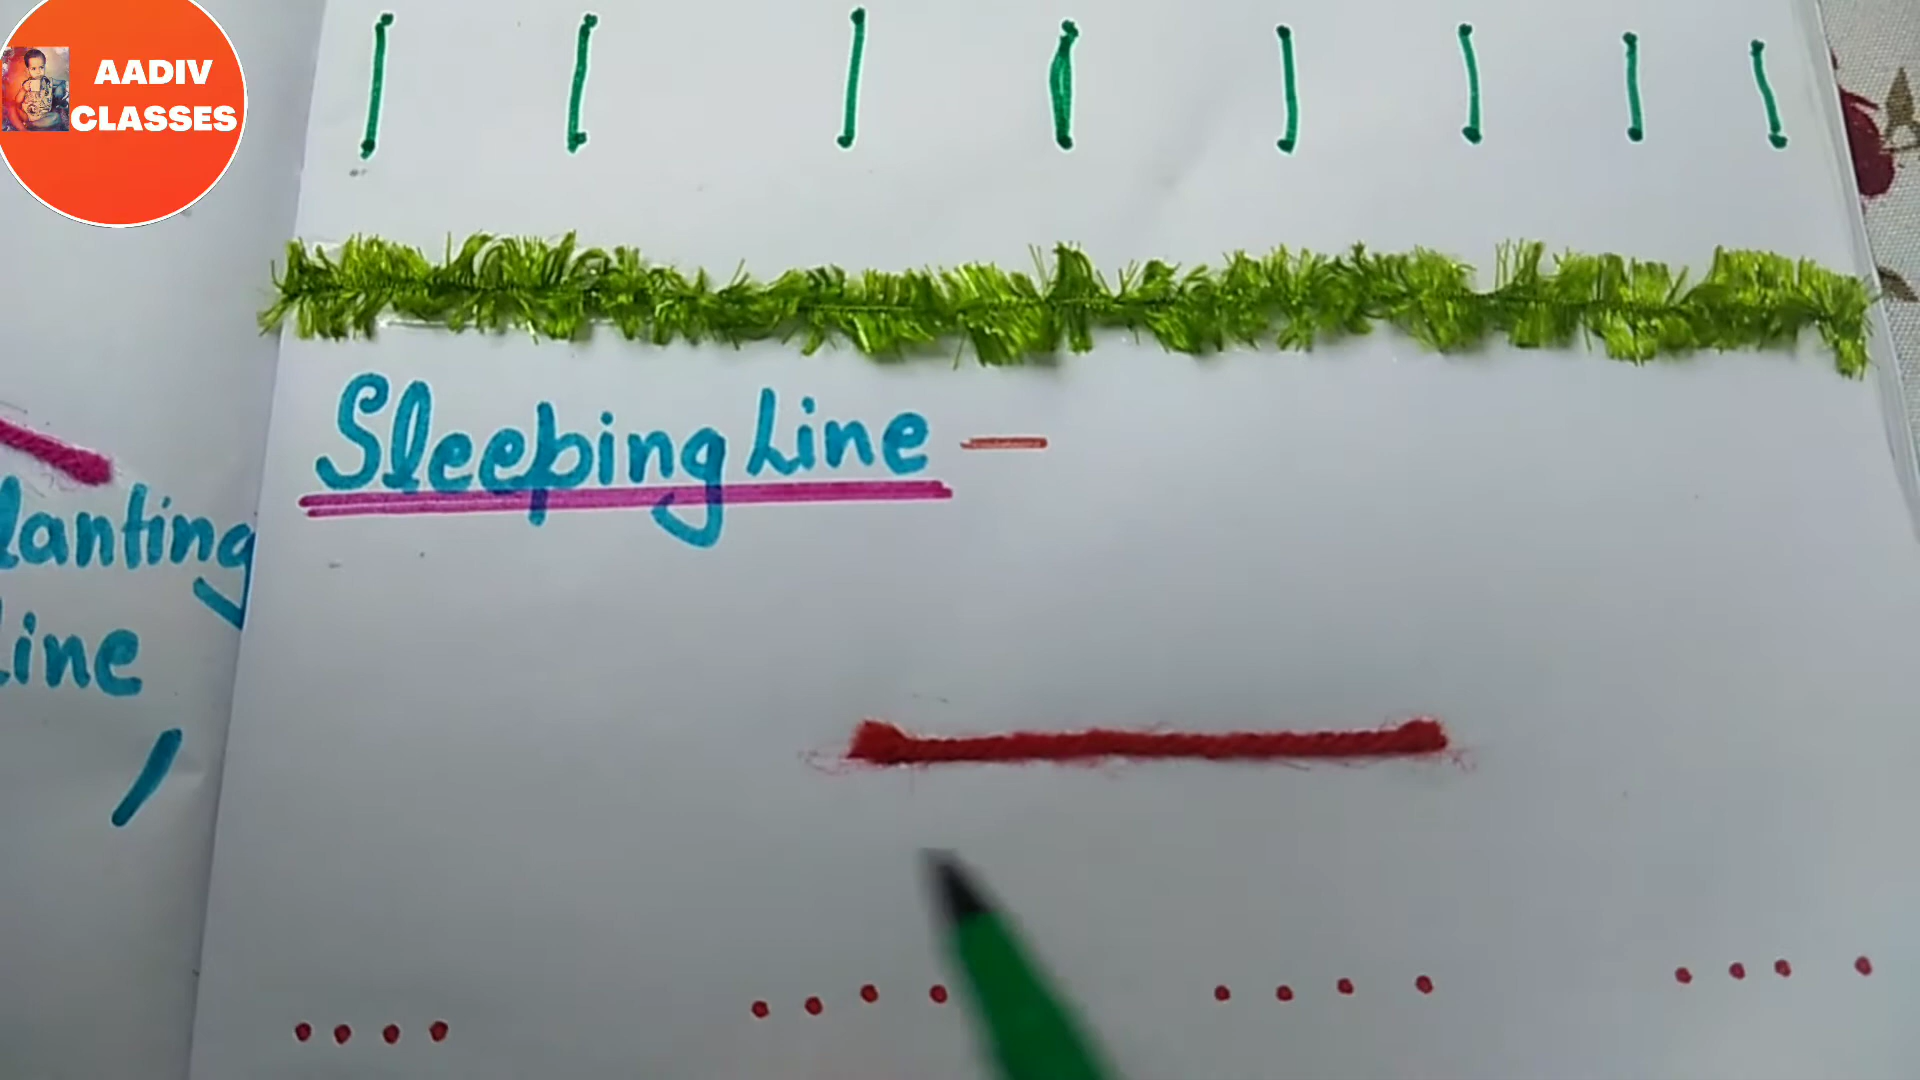 AADIV
CLASSES
Sleeping Line —
lanting
Line